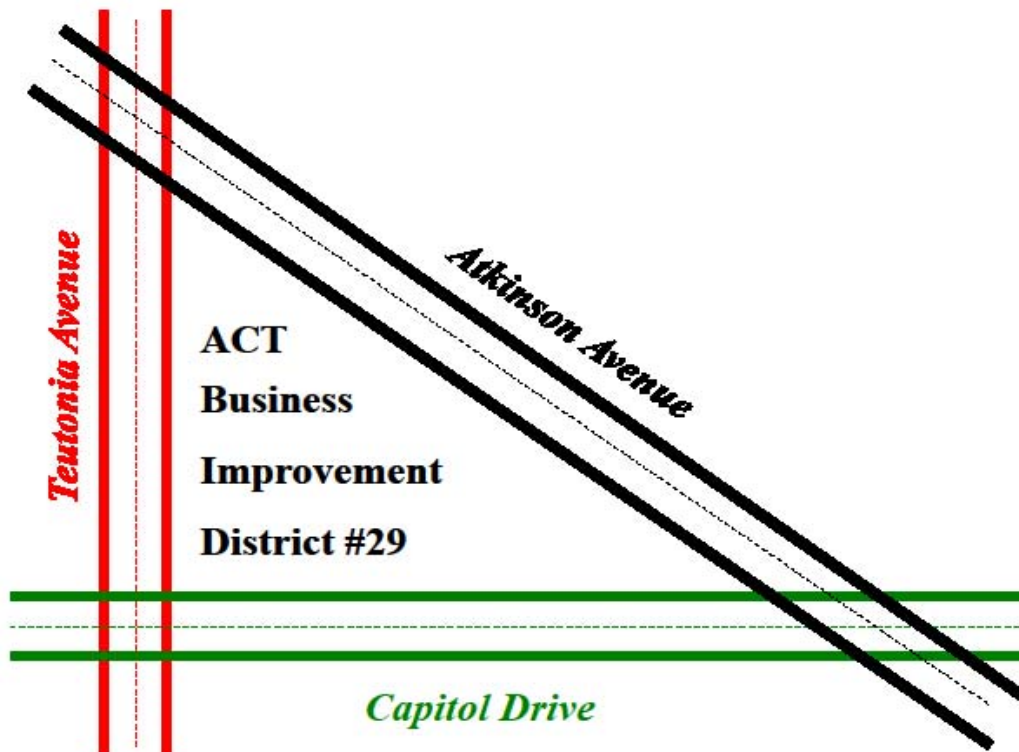 Teutonia Avenue
Atkinson Avenue
ACT
Business
Improvement
District #29
Capitol Drive